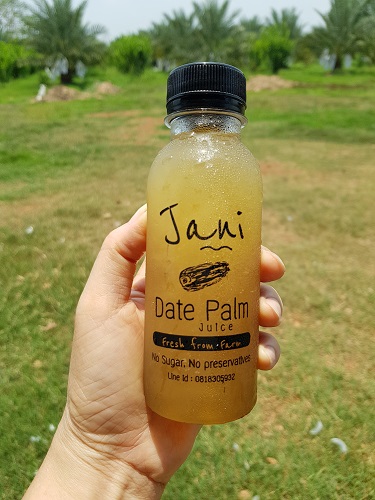 Jani
Date Palm
Juice
Fresh from Farm
No Sugar, No preservatives
Line Id : 0818305932